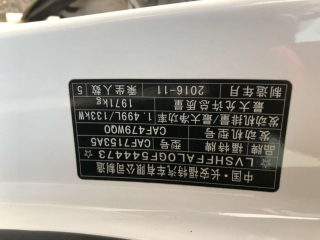 中国·长安福特汽车有限公司制造
☆LVSHFFAL0GF544473☆
品牌 福特牌 CAF7153A5
发动机型号 CAF479WQ0
发动机排量/最大净功率 1.499L/133kW
最大允许总质量 1971kg
制造年月 2016-11 乘坐人数 5